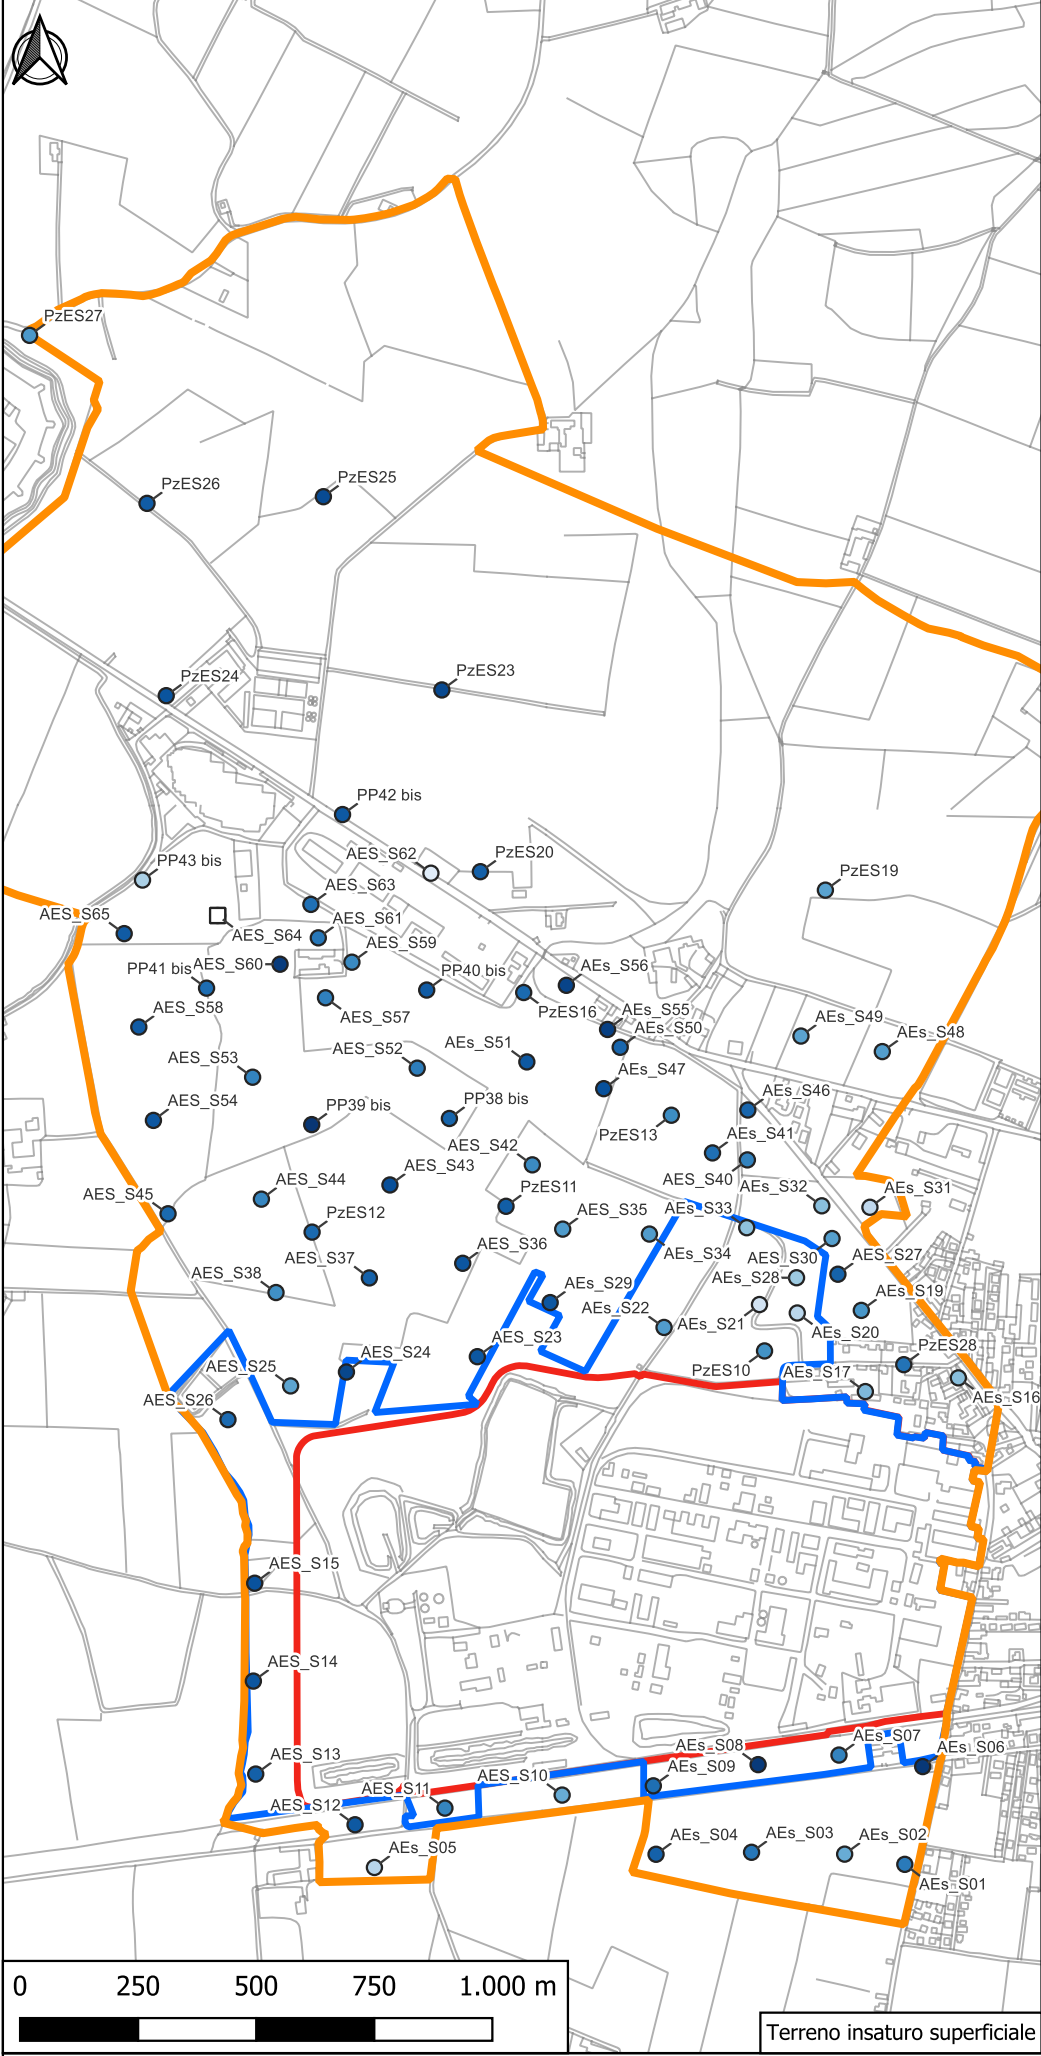 PzES27
PzES25
PzES26
PzES23
PzES24
PP42 bis
AES_S62
PzES20
PP43 bis
PzES19
AES_S63
AES_S65
AES_S61
AES_S64
AES_S59
PP41 bis
AES_S60
PP40 bis
AEs_S56
AES_S58
AES_S57
PzES16
AEs_S55
AEs_S49
AEs_S50
AEs_S48
AES_S53
AES_S52
AEs_S51
AEs_S47
AES_S54
PP39 bis
PP38 bis
AEs_S46
PzES13
AEs_S41
AES_S42
AES_S43
AES_S40
AES_S45
AES_S44
PzES11
AEs_S32
AEs_S31
PzES12
AES_S35
AEs_S33
AES_S36
AEs_S34
AES_S30
AES_S27
AES_S37
AES_S38
AEs_S28
AEs_S29
AEs_S22
AEs_S19
AEs_S21
AEs_S20
AES_S23
AES_S24
PzES28
AES_S25
PzES10
AEs_S17
AES_S26
AES_S16
AES_S15
AES_S14
AES_S13
AEs_S08
AEs_S07
AEs_S06
AES_S10
AEs_S09
AES_S11
AES_S12
AEs_S05
AEs_S04
AEs_S03
AEs_S02
AEs_S01
0 250 500 750 1.000 m
Terreno insaturo superficiale